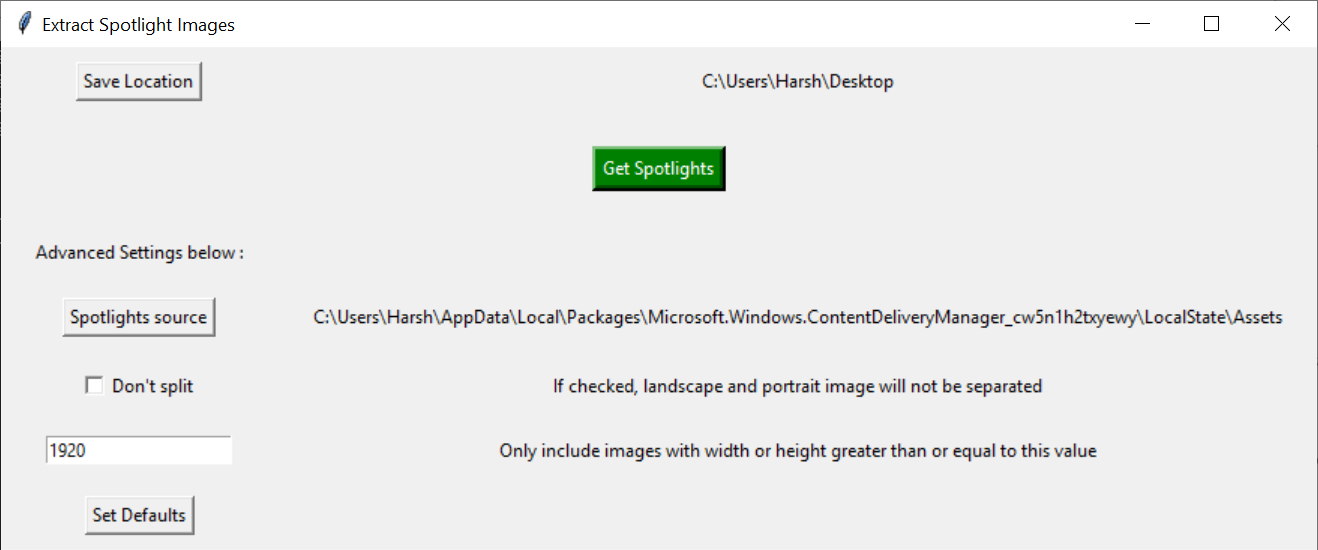 Extract Spotlight Images
Save Location C:\Users\Harsh\Desktop
Get Spotlights
Advanced Settings below :
Spotlights source C:\Users\Harsh\AppData\Local\Packages\Microsoft.Windows.ContentDeliveryManager_cw5n1h2txyewy\LocalState\Assets
Don't split If checked, landscape and portrait image will not be separated
1920 Only include images with width or height greater than or equal to this value
Set Defaults